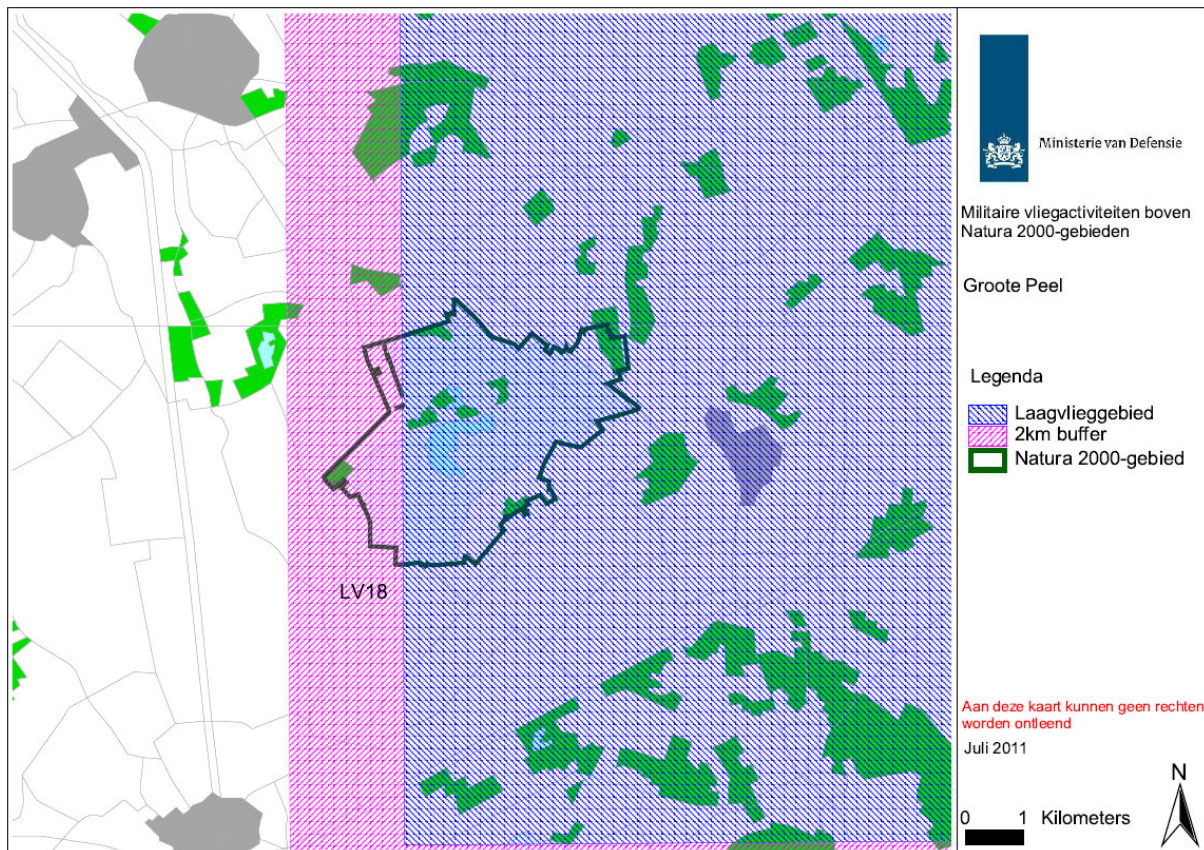 Ministerie van Defensie
Militaire vliegactiviteiten boven
Natura 2000-gebieden
Groote Peel
Legenda
Laagvlieggebied
2km buffer
Natura 2000-gebied
LV18
Aan deze kaart kunnen geen rechten
worden ontleend
Juli 2011
N
0 1 Kilometers